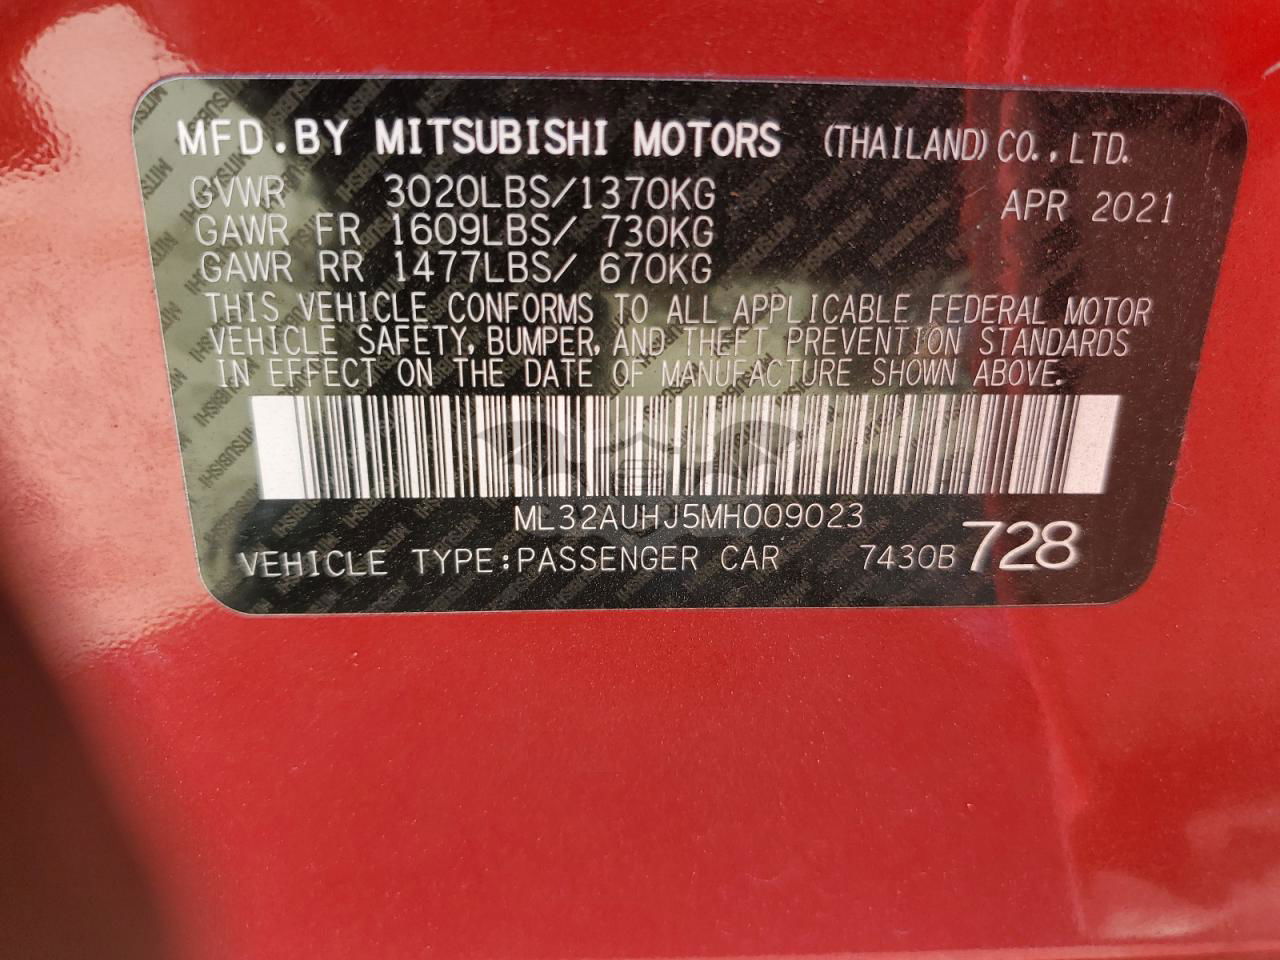 MFD.BY MITSUBISHI MOTORS (THAILAND) CO.,LTD.
GVWR 3020LBS/1370KG APR 2021
GAWR FR 1609LBS/ 730KG
GAWR RR 1477LBS/ 670KG
THIS VEHICLE CONFORMS TO ALL APPLICABLE FEDERAL MOTOR
VEHICLE SAFETY, BUMPER, AND THEFT PREVENTION STANDARDS
IN EFFECT ON THE DATE OF MANUFACTURE SHOWN ABOVE.
ML32AUHJ5MH009023
VEHICLE TYPE:PASSENGER CAR 7430B 728